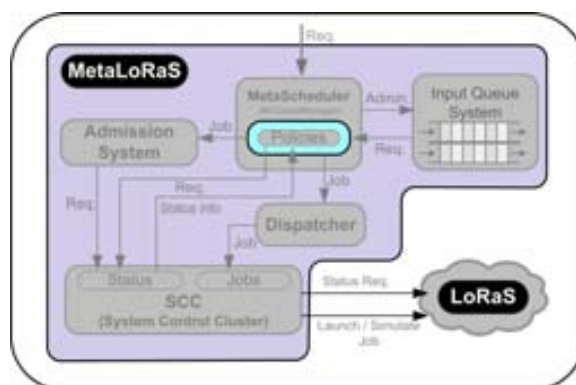 Req.
MetaLoRaS
MetaScheduler
Admin.
Input Queue
System
Job
Policies
Req.
Admission
System
Req.
Status info
Job
Req.
Job
Dispatcher
Status
Jobs
SCC
(System Control Cluster)
Status Req.
LoRaS
Launch / Simulate
Job